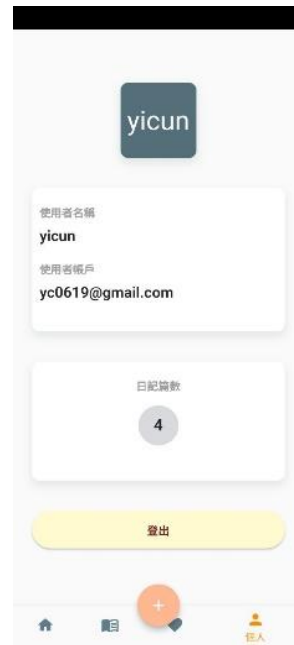 yicun
使用者名稱
yicun
使用者帳戶
yc0619@gmail.com
日記篇數
4
登出
+
個人